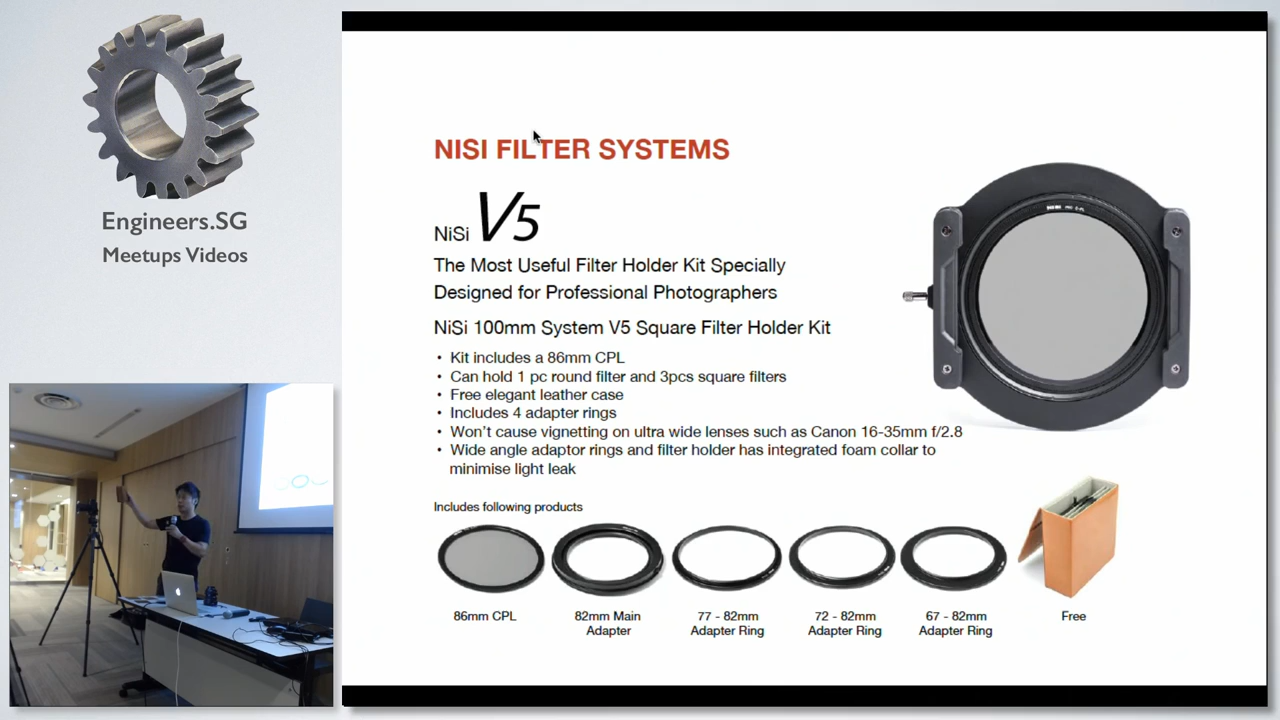 Engineers.SG
Meetups Videos
NISI FILTER SYSTEMS
NiSi V5
The Most Useful Filter Holder Kit Specially
Designed for Professional Photographers
NiSi 100mm System V5 Square Filter Holder Kit
• Kit includes a 86mm CPL
• Can hold 1 pc round filter and 3pcs square filters
• Free elegant leather case
• Includes 4 adapter rings
• Won't cause vignetting on ultra wide lenses such as Canon 16-35mm f/2.8
• Wide angle adaptor rings and filter holder has integrated foam collar to
minimise light leak
Includes following products
86mm CPL
82mm Main
Adapter
77 - 82mm
Adapter Ring
72 - 82mm
Adapter Ring
67 - 82mm
Adapter Ring
Free